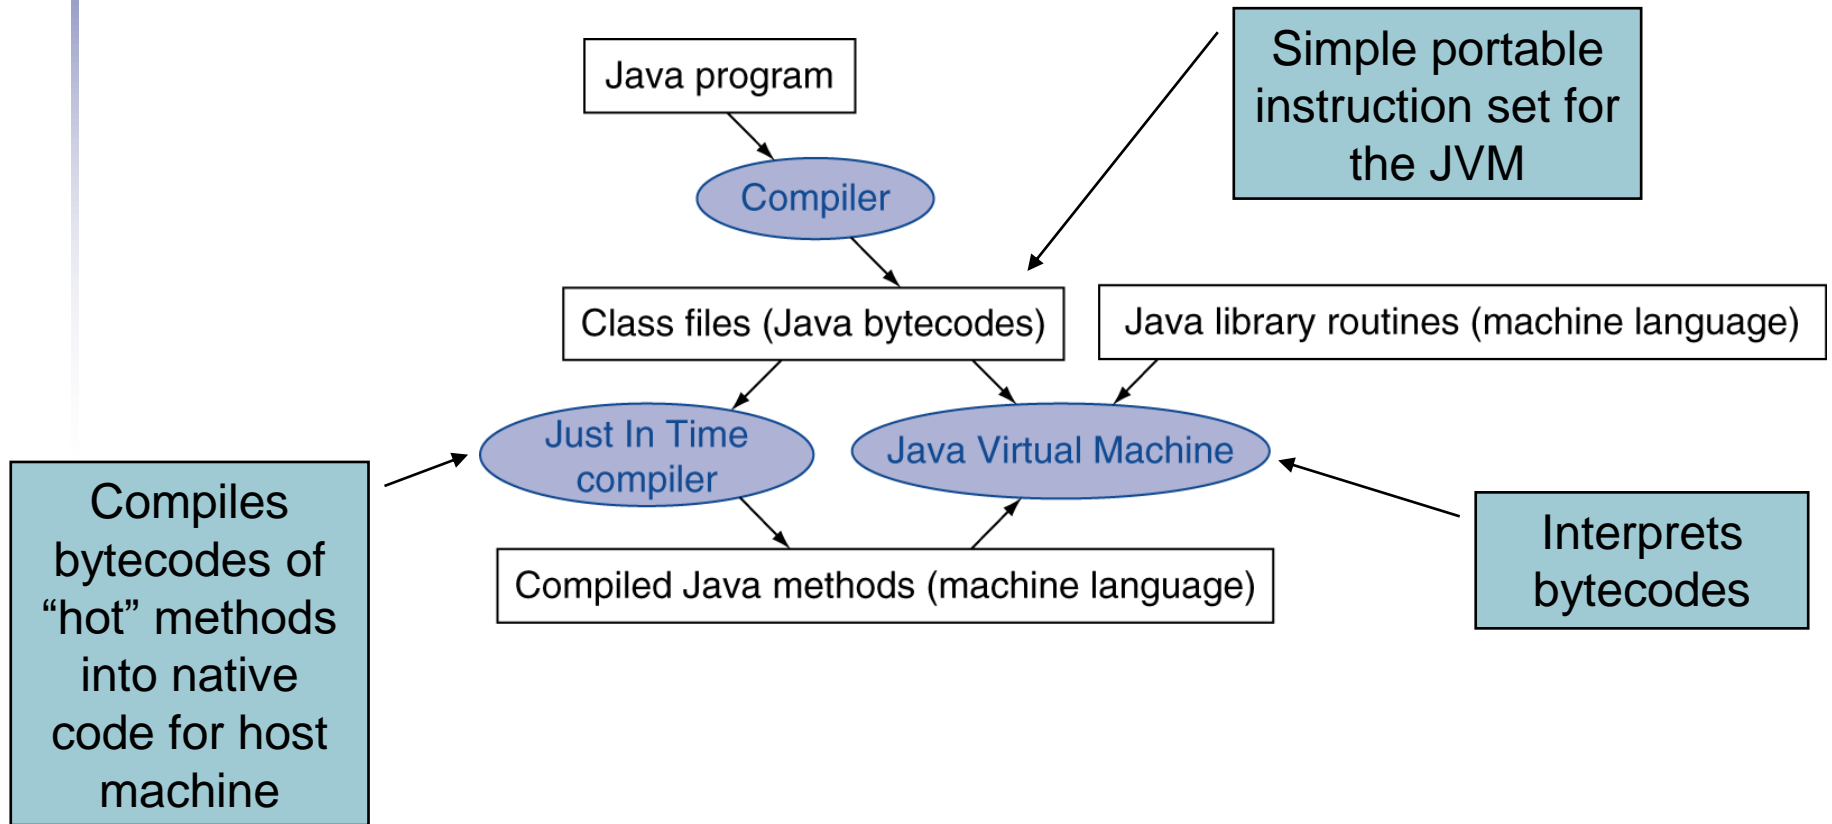 Java program
Simple portable
instruction set for
the JVM
Compiler
Class files (Java bytecodes)
Java library routines (machine language)
Just In Time
compiler
Java Virtual Machine
Compiles
bytecodes of
“hot” methods
into native
code for host
machine
Interprets
bytecodes
Compiled Java methods (machine language)